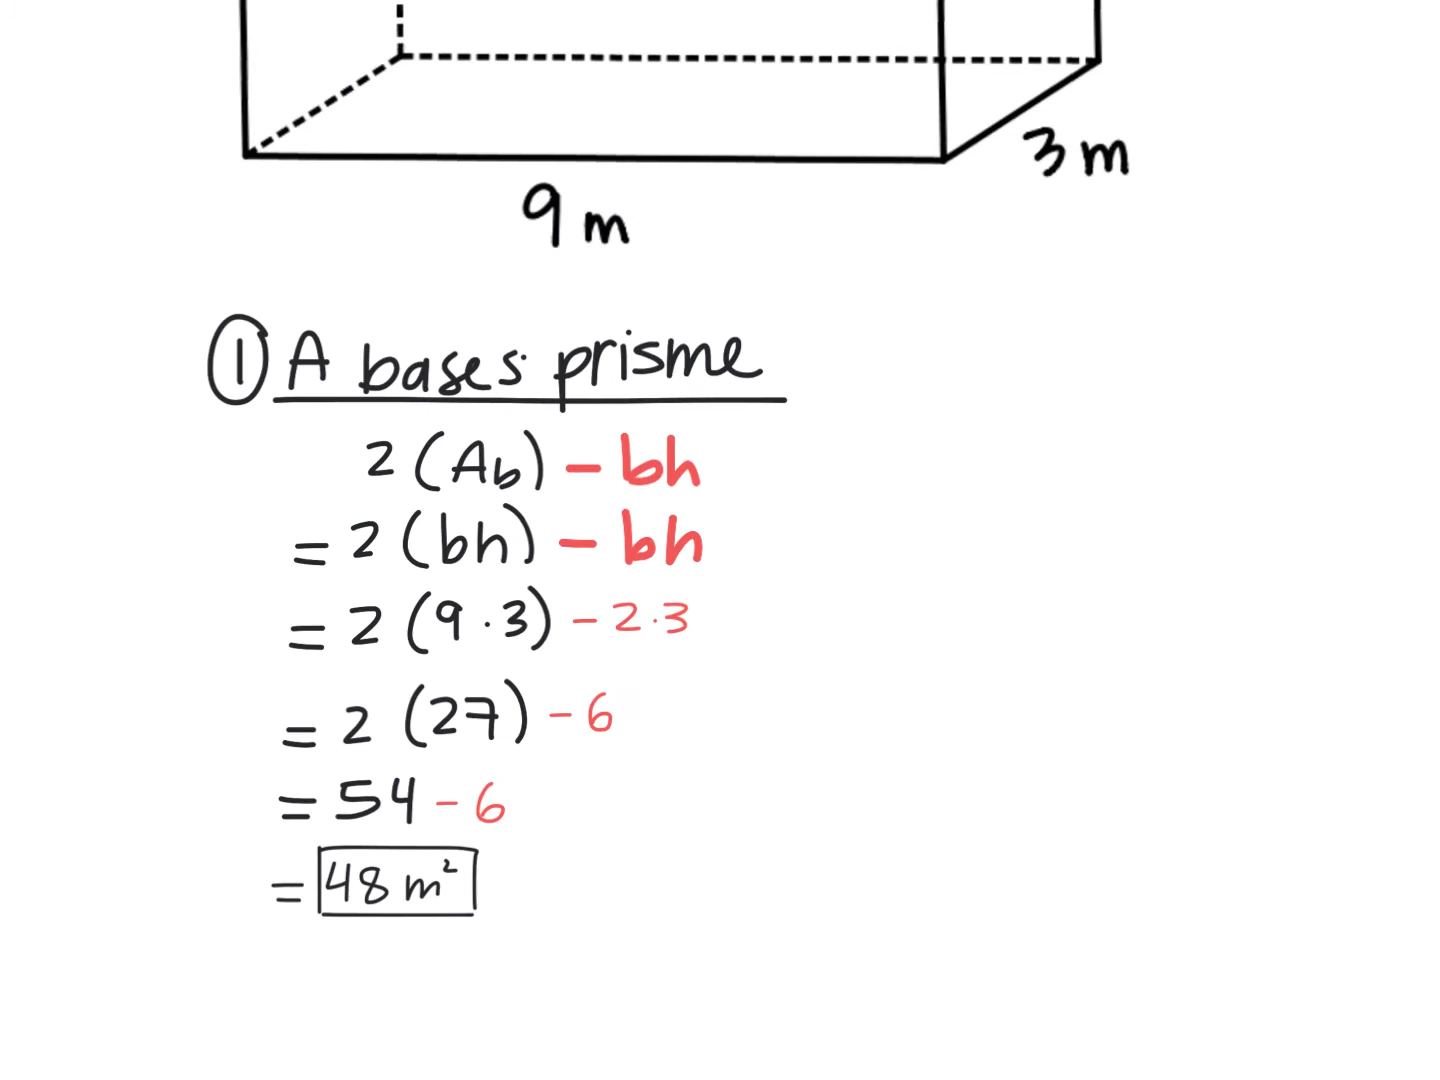 3 m
9 m
① A bases prisme
2 (Ab) - bh
= 2 (bh) - bh
= 2 (9 · 3) - 2 · 3
= 2 (27) - 6
= 54 - 6
= 48 m²